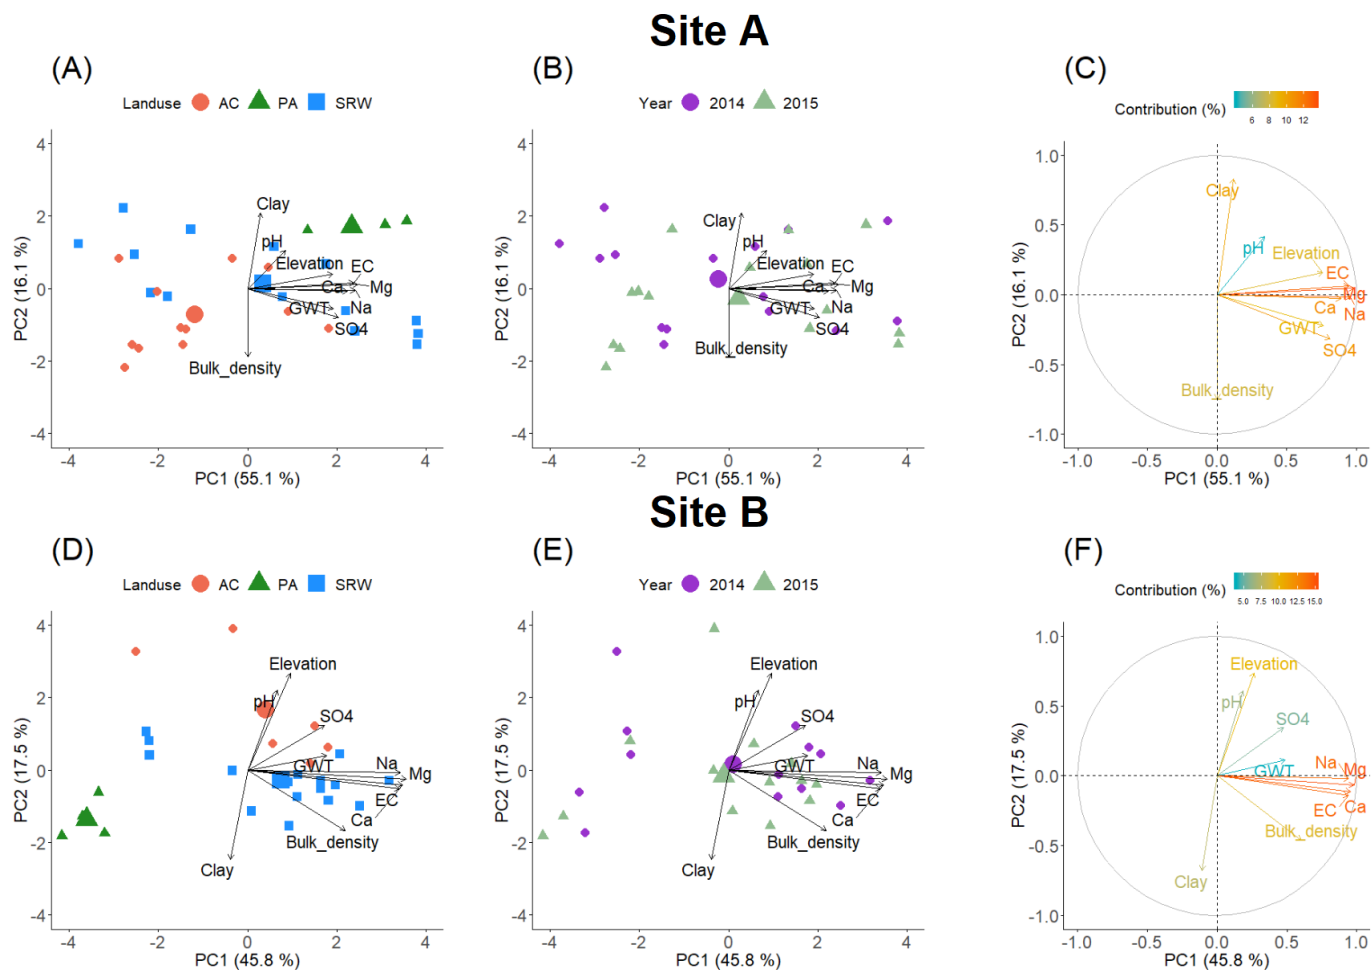 Site A
(A)
(B)
(C)
Landuse AC PA SRW
Year 2014 2015
Contribution (%)
6 8 10 12
4
2
0
-2
-4
PC2 (16.1 %)
Clay
pH
Elevation
EC
Ca
Mg
GWT
Na
SO4
Bulk_density
-4 -2 0 2 4
PC1 (55.1 %)
4
2
0
-2
-4
PC2 (16.1 %)
Clay
pH
Elevation
EC
Ca
Mg
GWT
Na
SO4
Bulk_density
-4 -2 0 2 4
PC1 (55.1 %)
1.0
0.5
0.0
-0.5
-1.0
PC2 (16.1 %)
Clay
pH
Elevation
EC
Mg
Ca
Na
GWT
SO4
Bulk_density
-1.0 -0.5 0.0 0.5 1.0
PC1 (55.1 %)
Site B
(D)
(E)
(F)
Landuse AC PA SRW
Year 2014 2015
Contribution (%)
5.0 7.5 10.0 12.5 15.0
4
2
0
-2
-4
PC2 (17.5 %)
Elevation
pH
SO4
GWT
Na
Mg
EC
Ca
Bulk_density
Clay
-4 -2 0 2 4
PC1 (45.8 %)
4
2
0
-2
-4
PC2 (17.5 %)
Elevation
pH
SO4
GWT
Na
Mg
EC
Ca
Bulk_density
Clay
-4 -2 0 2 4
PC1 (45.8 %)
1.0
0.5
0.0
-0.5
-1.0
PC2 (17.5 %)
Elevation
pH
SO4
GWT
Na
Mg
EC
Ca
Bulk_density
Clay
-1.0 -0.5 0.0 0.5 1.0
PC1 (45.8 %)